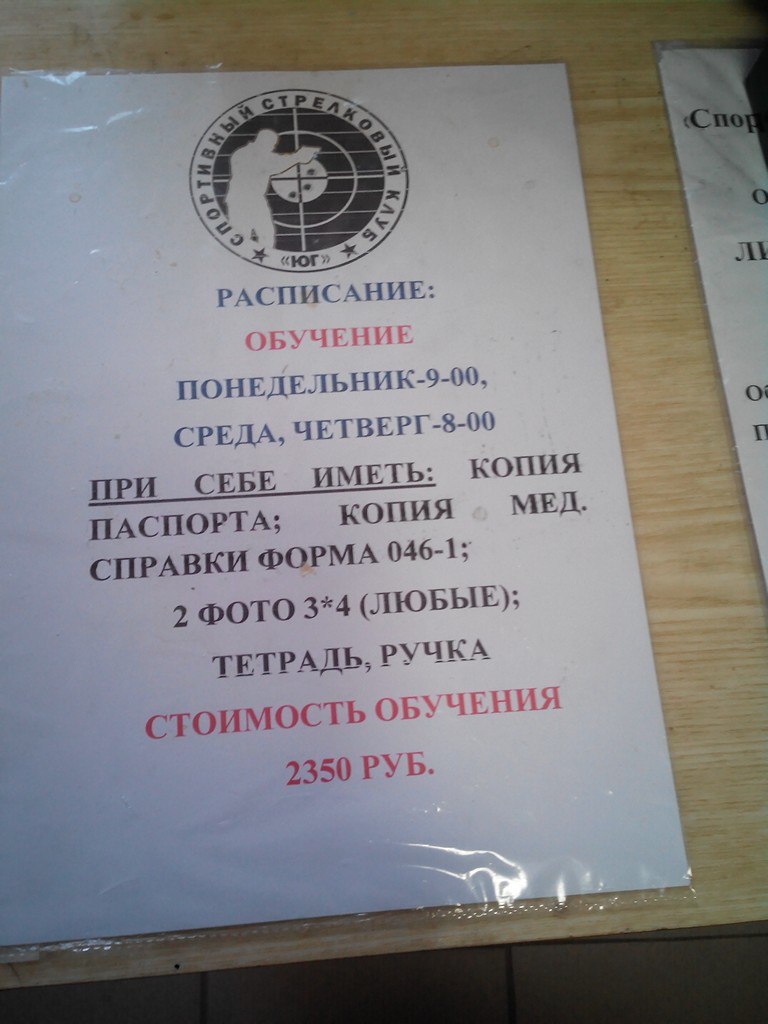 СПОРТИВНЫЙ СТРЕЛКОВЫЙ КЛУБ
«ЮГ»
РАСПИСАНИЕ:
ОБУЧЕНИЕ
ПОНЕДЕЛЬНИК-9-00,
СРЕДА, ЧЕТВЕРГ-8-00
ПРИ СЕБЕ ИМЕТЬ: КОПИЯ
ПАСПОРТА; КОПИЯ МЕД.
СПРАВКИ ФОРМА 046-1;
2 ФОТО 3*4 (ЛЮБЫЕ);
ТЕТРАДЬ, РУЧКА
СТОИМОСТЬ ОБУЧЕНИЯ
2350 РУБ.